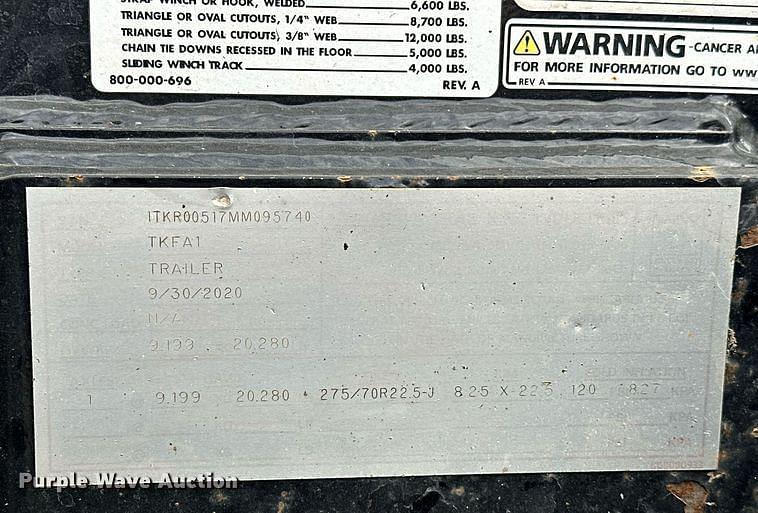 STRAP WINCH OR HOOK, WELDED 6,600 LBS.
TRIANGLE OR OVAL CUTOUTS, 1/4" WEB 8,700 LBS.
TRIANGLE OR OVAL CUTOUTS, 3/8" WEB 12,000 LBS.
CHAIN TIE DOWNS RECESSED IN THE FLOOR 5,000 LBS.
SLIDING WINCH TRACK 4,000 LBS.
800-000-696 REV. A
WARNING -CANCER A
FOR MORE INFORMATION GO TO ww
REV A
1TKR00517MM095740
TKFA1
TRAILER
9/30/2020
N/A
9,199 20,280
1 9,199 20,280 275/70R22.5-J 8.25 X 22.5 120 827
Purple Wave Auction